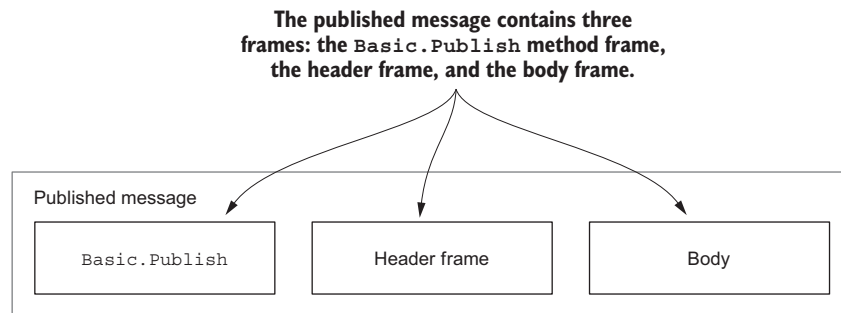 The published message contains three
frames: the Basic.Publish method frame,
the header frame, and the body frame.
Published message
Basic.Publish
Header frame
Body